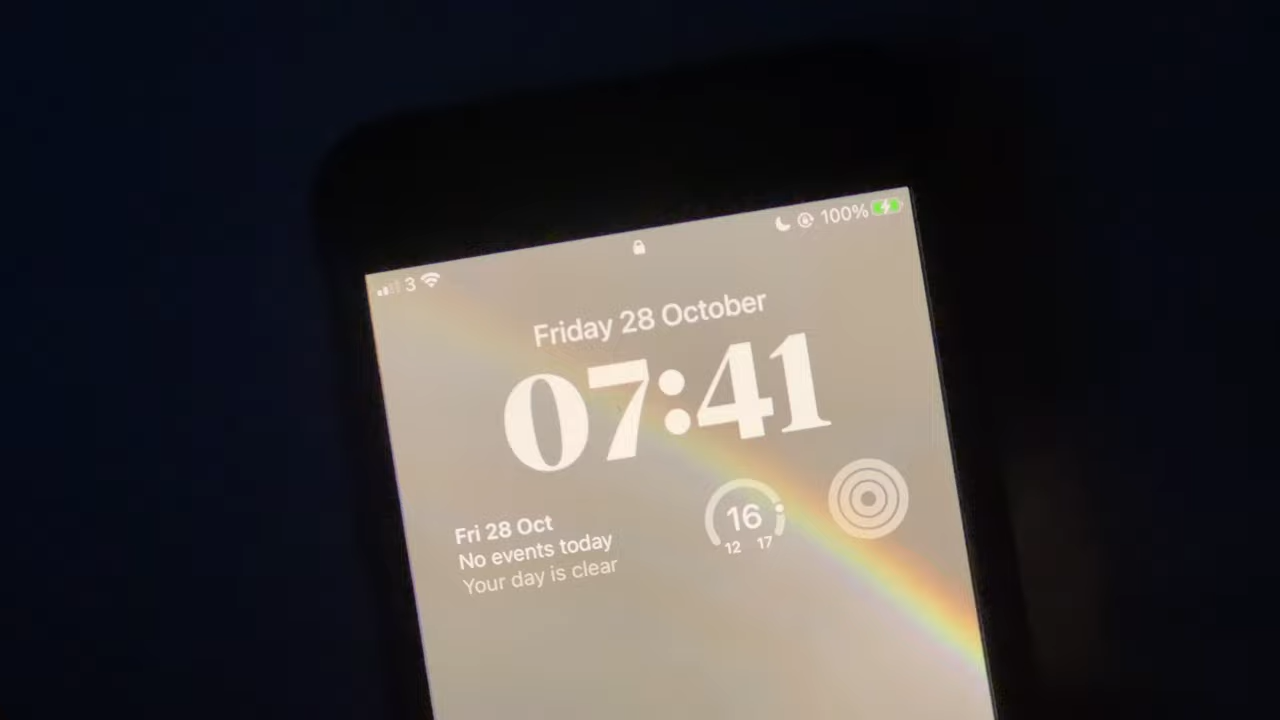 3
100%
Friday 28 October
07:41
Fri 28 Oct
No events today
Your day is clear
16
12 17